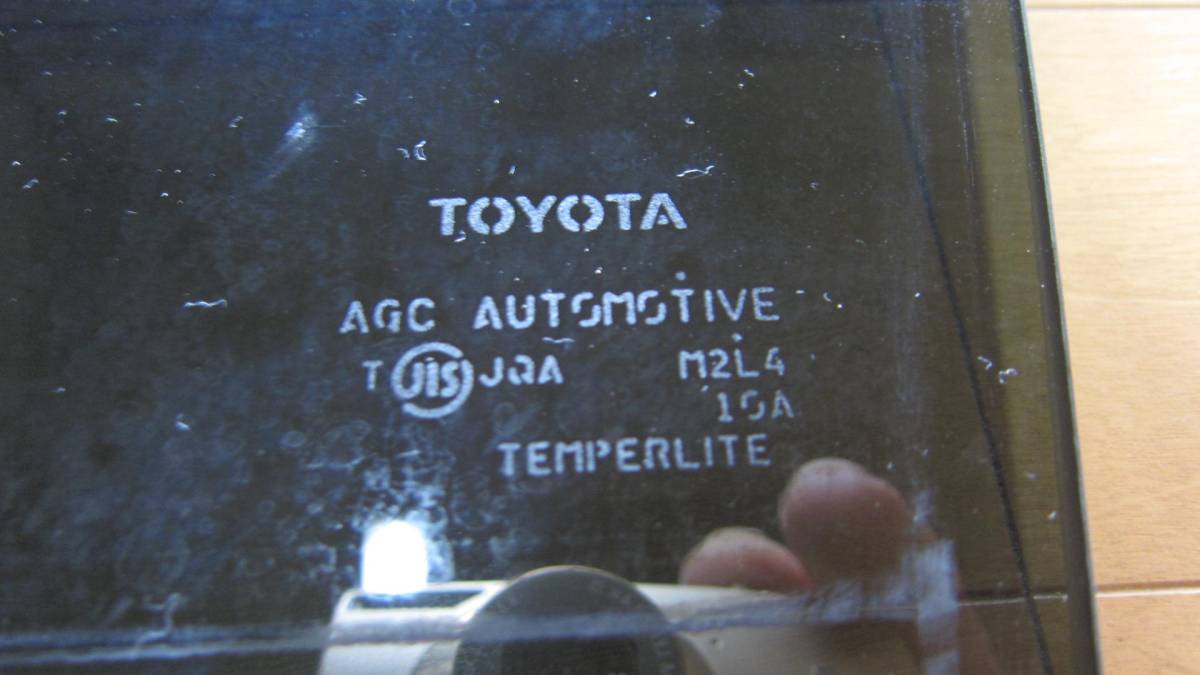 TOYOTA
AGC AUTOMOTIVE
T JIS JQA M2L4
10A
TEMPERLITE